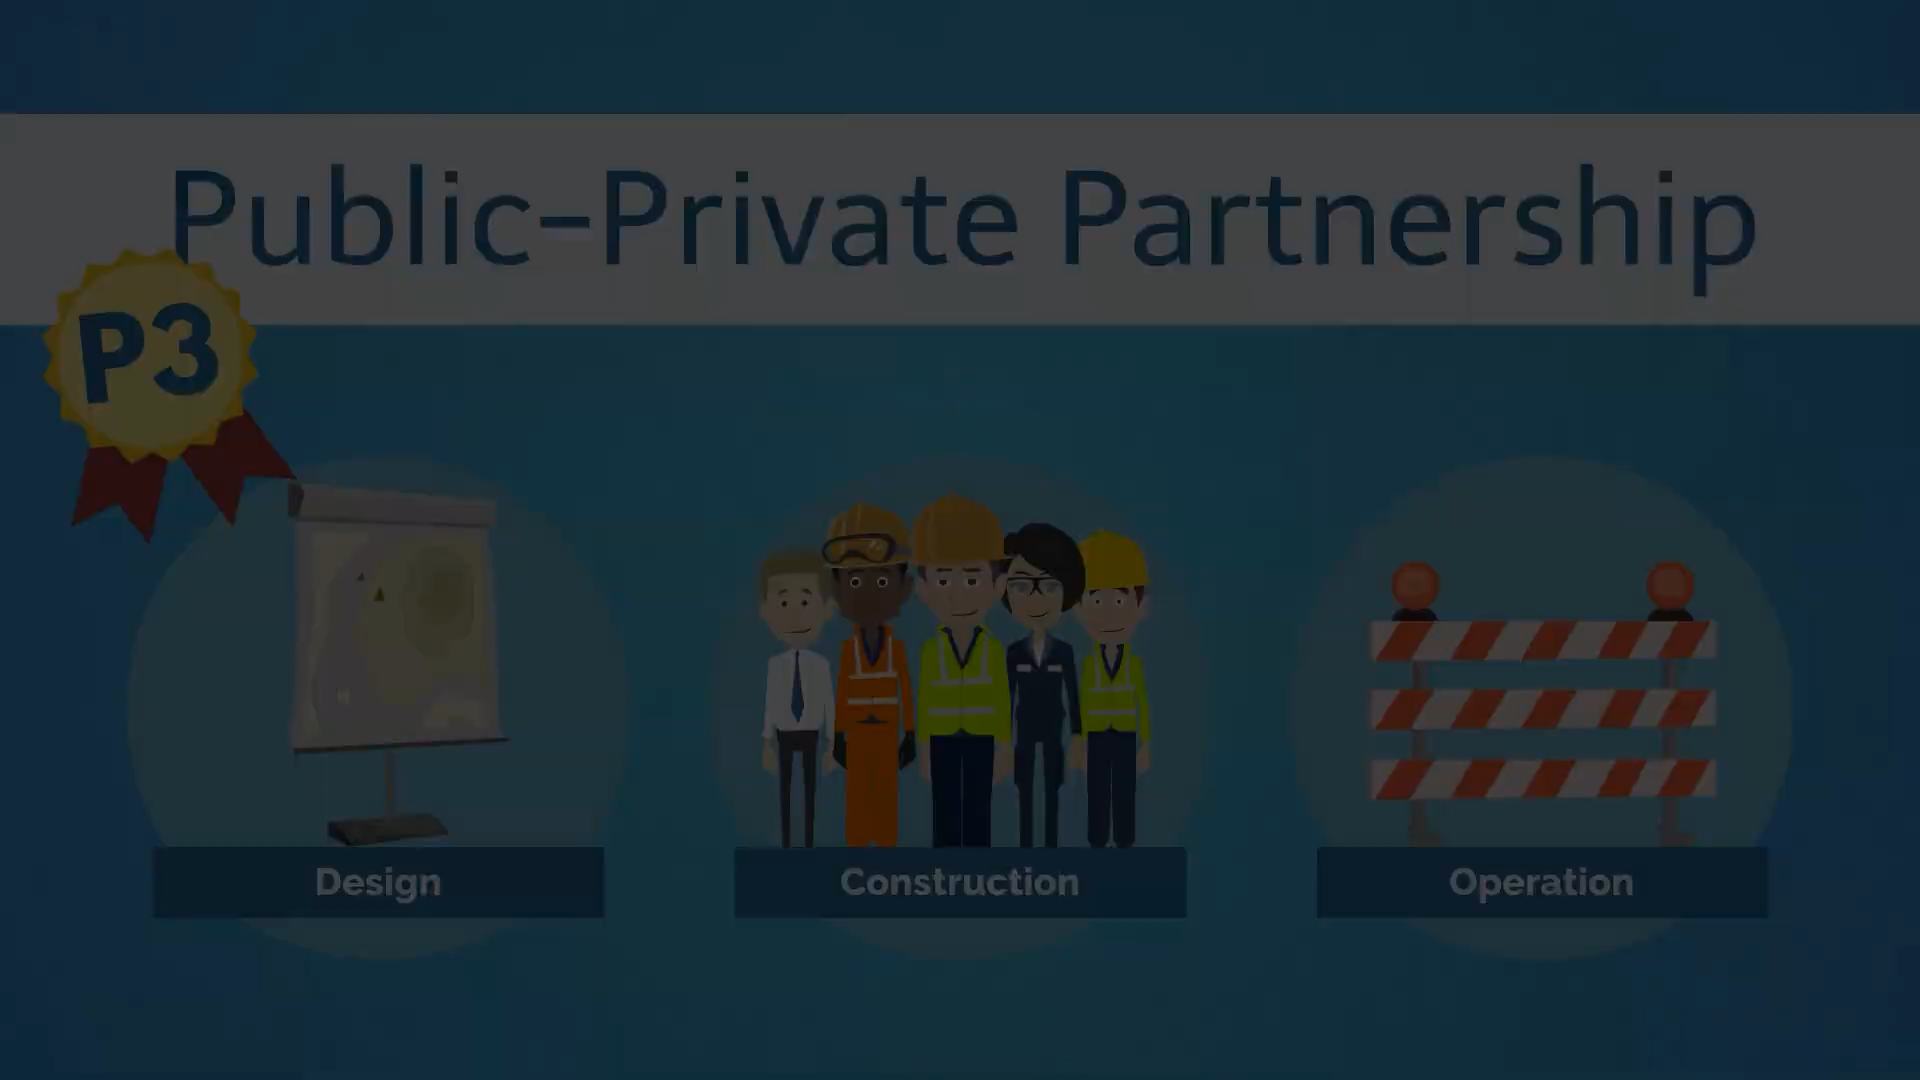 Public-Private Partnership
P3
Design
Construction
Operation